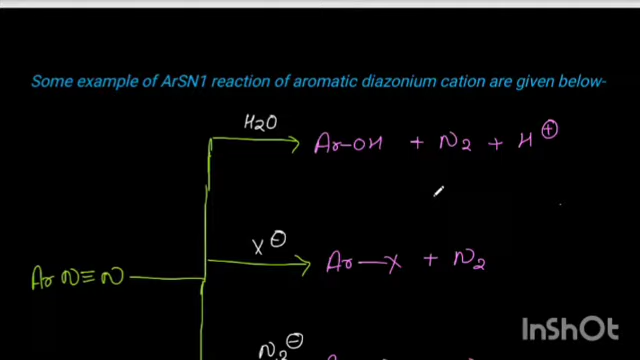 Some example of ArSN1 reaction of aromatic diazonium cation are given below-
H2O
Ar-OH + N2 + H ⊕
X ⊖
Ar—X + N2
Ar N≡N
N3 ⊖
InShOt